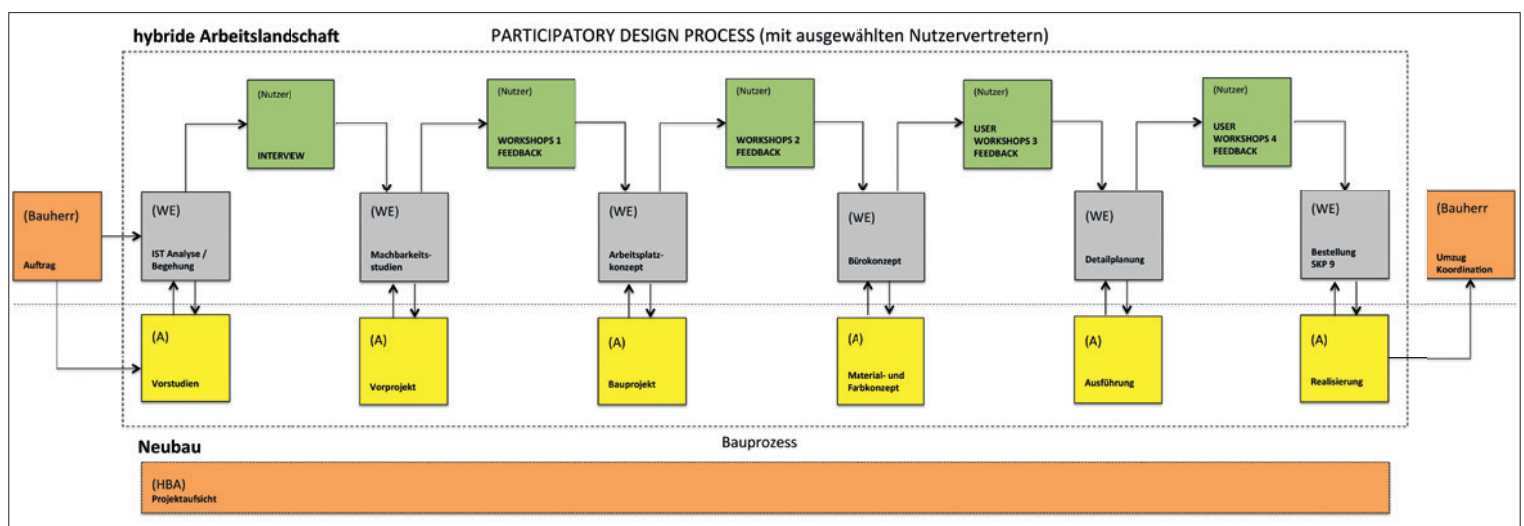 hybride Arbeitslandschaft
PARTICIPATORY DESIGN PROCESS (mit ausgewählten Nutzervertretern)
(Nutzer)
INTERVIEW
(Nutzer)
WORKSHOPS 1
FEEDBACK
(Nutzer)
WORKSHOPS 2
FEEDBACK
(Nutzer)
USER
WORKSHOPS 3
FEEDBACK
(Nutzer)
USER
WORKSHOPS 4
FEEDBACK
(Bauherr)
Auftrag
(WE)
IST Analyse /
Begehung
(WE)
Machbarkeits-
studien
(WE)
Arbeitsplatz-
konzept
(WE)
Bürokonzept
(WE)
Detailplanung
(WE)
Bestellung
SKP 9
(Bauherr
Umzug
Koordination
(A)
Vorstudien
(A)
Vorprojekt
(A)
Bauprojekt
(A)
Material- und
Farbkonzept
(A)
Ausführung
(A)
Realisierung
Neubau
Bauprozess
(HBA)
Projektaufsicht